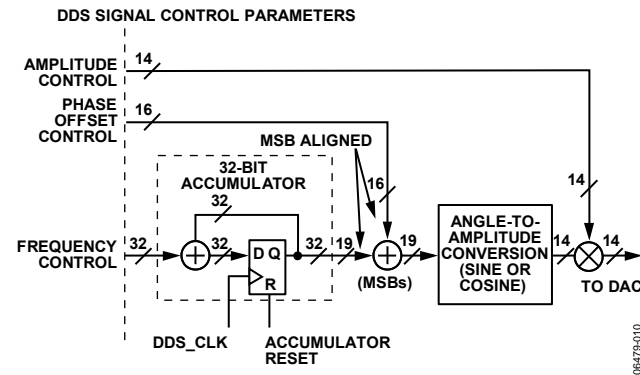 DDS SIGNAL CONTROL PARAMETERS
AMPLITUDE
CONTROL
14
PHASE
OFFSET
CONTROL
16
MSB ALIGNED
32-BIT
ACCUMULATOR
32
16
14
FREQUENCY
CONTROL
32
32
D Q
R
32
19
(MSBs)
19
ANGLE-TO-
AMPLITUDE
CONVERSION
(SINE OR
COSINE)
14
14
TO DAC
DDS_CLK
ACCUMULATOR
RESET
06479-010